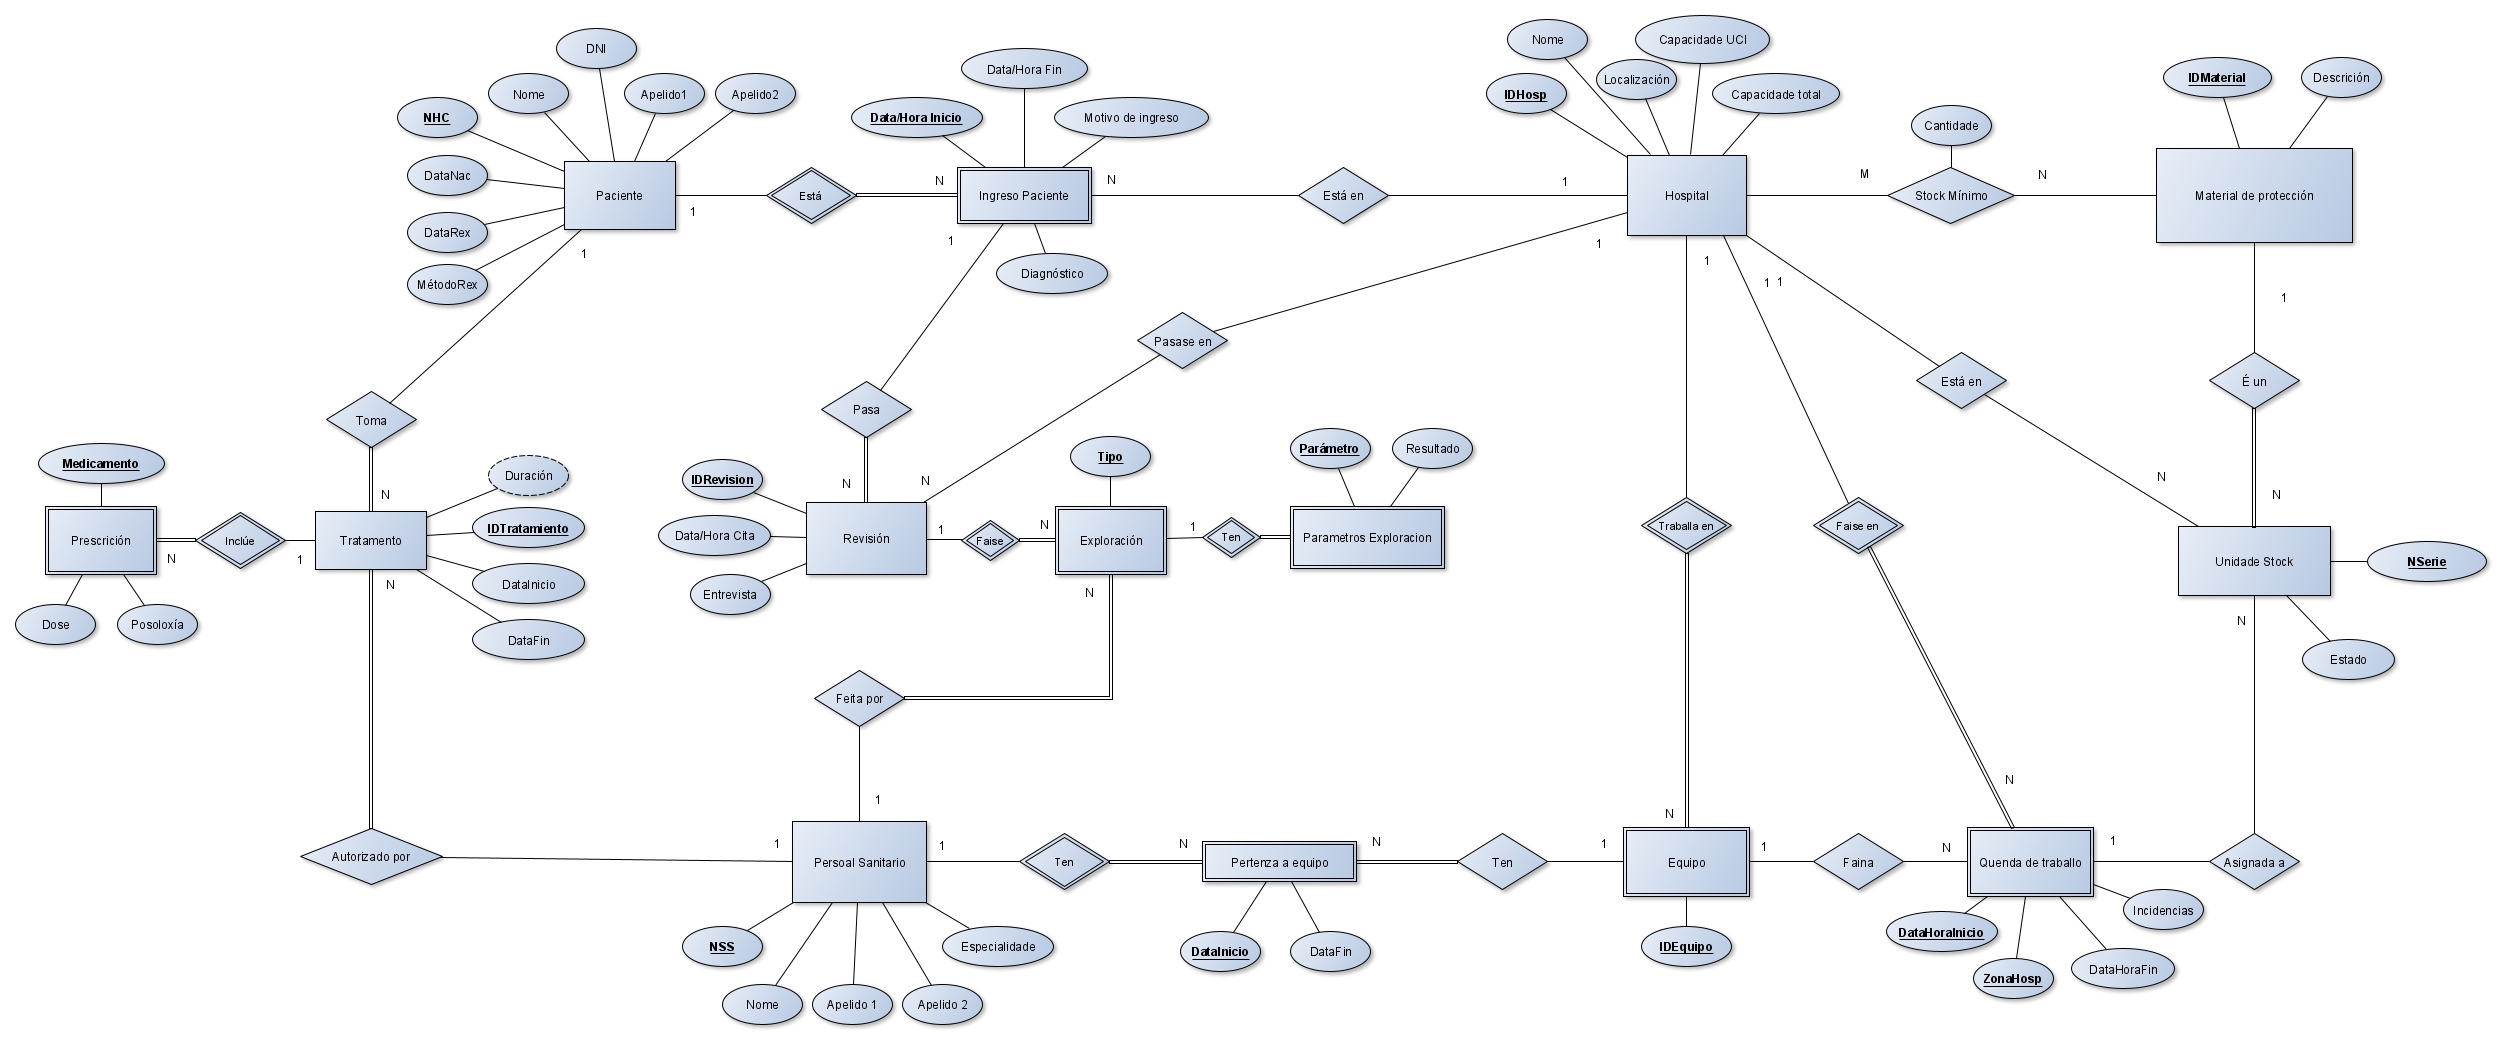 DNI
Nome
Apelido1
Apelido2
NHC
DataNac
DataRex
MétodoRex
Paciente
1
1
Está
N
Data/Hora Fin
Data/Hora Inicio
Motivo de ingreso
Ingreso Paciente
Diagnóstico
1
N
Está en
1
Nome
Capacidade UCI
Localización
IDHosp
Capacidade total
Hospital
1
1
1
1
M
Cantidade
Stock Mínimo
N
IDMaterial
Descrición
Material de protección
1
É un
N
Está en
N
Pasase en
N
Pasa
N
Toma
N
Medicamento
Prescrición
N
Dose
Posoloxía
Inclúe
1
Tratamento
N
Duración
IDTratamiento
DataInicio
DataFin
IDRevision
Data/Hora Cita
Entrevista
Revisión
1
Faise
N
Tipo
Exploración
N
1
Ten
Parámetro
Resultado
Parametros Exploracion
Traballa en
N
Faise en
N
Unidade Stock
NSerie
Estado
N
Feita por
1
Autorizado por
1
Persoal Sanitario
NSS
Nome
Apelido 1
Apelido 2
Especialidade
1
Ten
N
Pertenza a equipo
DataInicio
DataFin
N
Ten
1
Equipo
IDEquipo
1
Faina
N
Quenda de traballo
DataHoraInicio
ZonaHosp
DataHoraFin
Incidencias
1
Asignada a